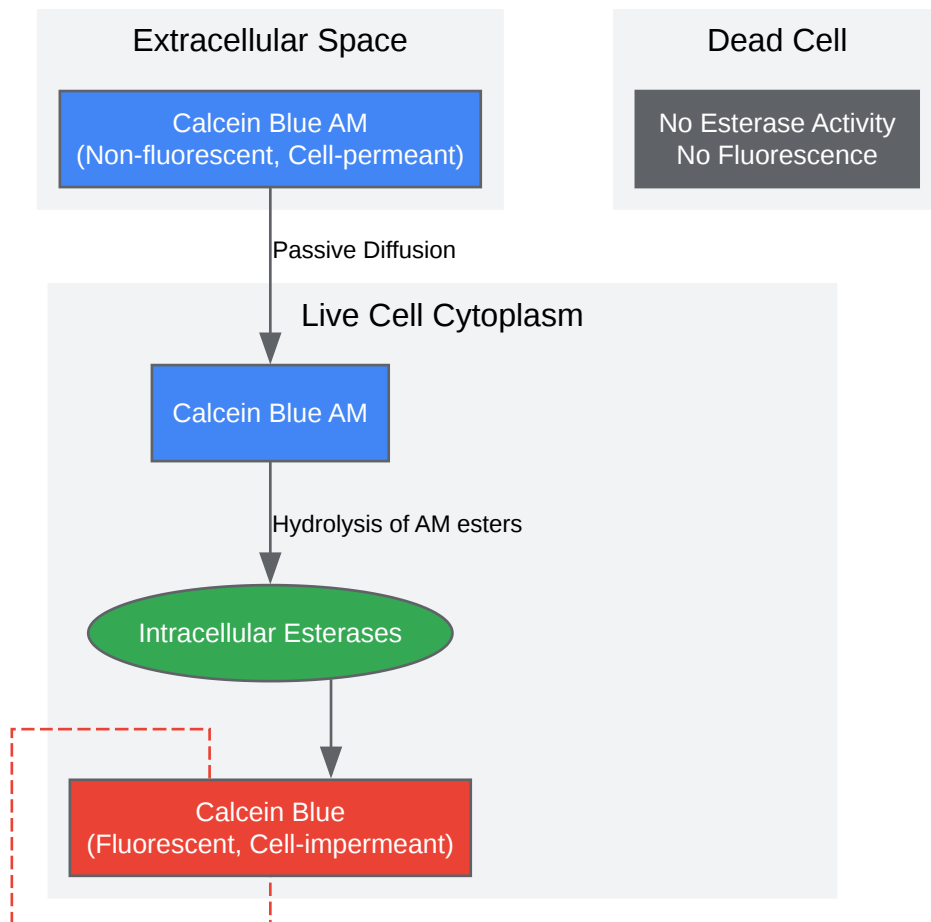 Extracellular Space
Calcein Blue AM
(Non-fluorescent, Cell-permeant)
Dead Cell
No Esterase Activity
No Fluorescence
Passive Diffusion
Live Cell Cytoplasm
Calcein Blue AM
Hydrolysis of AM esters
Intracellular Esterases
Calcein Blue
(Fluorescent, Cell-impermeant)